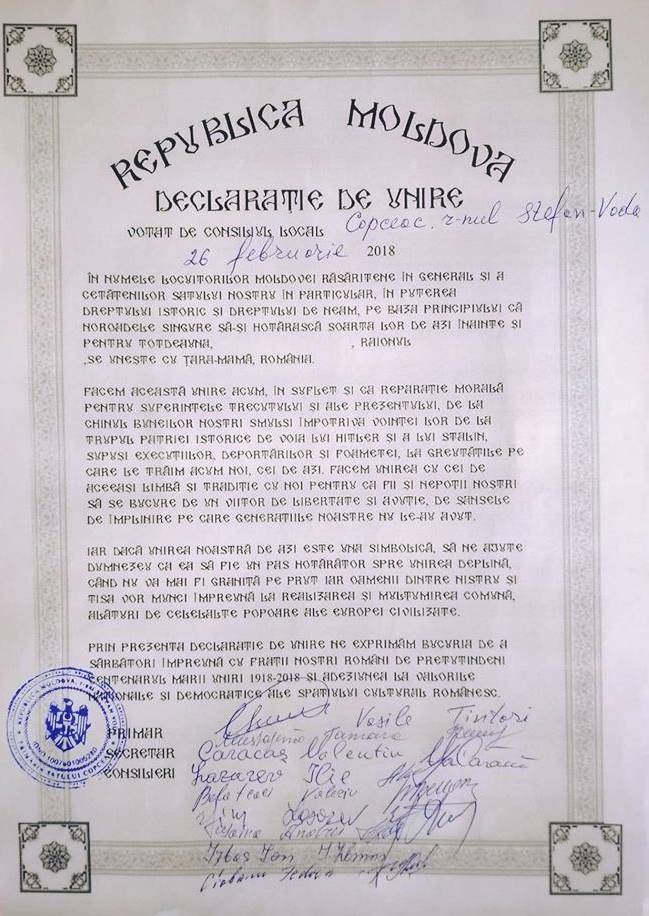 REPUBLICA MOLDOVA
DECLARAȚIE DE UNIRE
VOTAT DE CONSILIUL LOCAL Copceac, r-nul Stefan-Voda
26 februarie 2018
ÎN NUMELE LOCUITORILOR MOLDOVEI RĂSĂRITENE ÎN GENERAL ȘI A
CETĂȚENILOR SATULUI NOSTRU ÎN PARTICULAR, ÎN PUTEREA
DREPTULUI ISTORIC ȘI DREPTULUI DE NEAM, PE BAZA PRINCIPIULUI CĂ
NOROADELE SINGURE SĂ-ȘI HOTĂRASCĂ SOARTA LOR DE AZI ÎNAINTE ȘI
PENTRU TOTDEAUNA, , RAIONUL
,SE UNEȘTE CU ȚARA-MAMĂ, ROMÂNIA.
FACEM ACEASTĂ UNIRE ACUM, ÎN SUFLET ȘI CA REPARAȚIE MORALĂ
PENTRU SUFERINȚELE TRECUTULUI ȘI ALE PREZENTULUI, DE LA
CHINUL BUNEILOR NOȘTRI SMULȘI ÎMPOTRIVA VOINȚEI LOR DE LA
TRUPUL PATRIEI ISTORICE DE VOIA LUI HITLER ȘI A LUI STALIN,
SUPUȘI EXECUȚIILOR, DEPORTĂRILOR ȘI FOAMETEI, LA GREUTĂȚILE PE
CARE LE TRĂIM ACUM NOI, CEI DE AZI. FACEM UNIREA CU CEI DE
ACEEAȘI LIMBĂ ȘI TRADIȚIE CU NOI PENTRU CA FII ȘI NEPOȚII NOȘTRI
SĂ SE BUCURE DE UN VIITOR DE LIBERTATE ȘI AVUȚIE, DE ȘANSELE
DE ÎMPLINIRE PE CARE GENERAȚIILE NOASTRE NU LE-AU AVUT.
IAR DACĂ UNIREA NOASTRĂ DE AZI ESTE UNA SIMBOLICĂ, SĂ NE AJUTE
DUMNEZEU CA EA SĂ FIE UN PAS HOTĂRÂTOR SPRE UNIREA DEPLINĂ,
CÂND NU VA MAI FI GRANIȚĂ PE PRUT IAR OAMENII DINTRE NISTRU ȘI
TISA VOR MUNCI ÎMPREUNĂ LA REALIZAREA ȘI MULȚUMIREA COMUNĂ,
ALĂTURI DE CELELALTE POPOARE ALE EUROPEI CIVILIZATE.
PRIN PREZENTA DECLARAȚIE DE UNIRE NE EXPRIMĂM BUCURIA DE A
SĂRBĂTORI ÎMPREUNĂ CU FRAȚII NOȘTRI ROMÂNI DE PRETUTINDENI
CENTENARUL MARII UNIRI 1918-2018 ȘI ADEZIUNEA LA VALORILE
NAȚIONALE ȘI DEMOCRATICE ALE SPAȚIULUI CULTURAL ROMÂNESC.
PRIMAR Vasile Tintari
SECRETAR Tamara
CONSILIERI Caracaș Valentin
Lazarev Ilie
Valeriu
Andrei
Ion
Ciobanu Fedora
REPUBLICA MOLDOVA